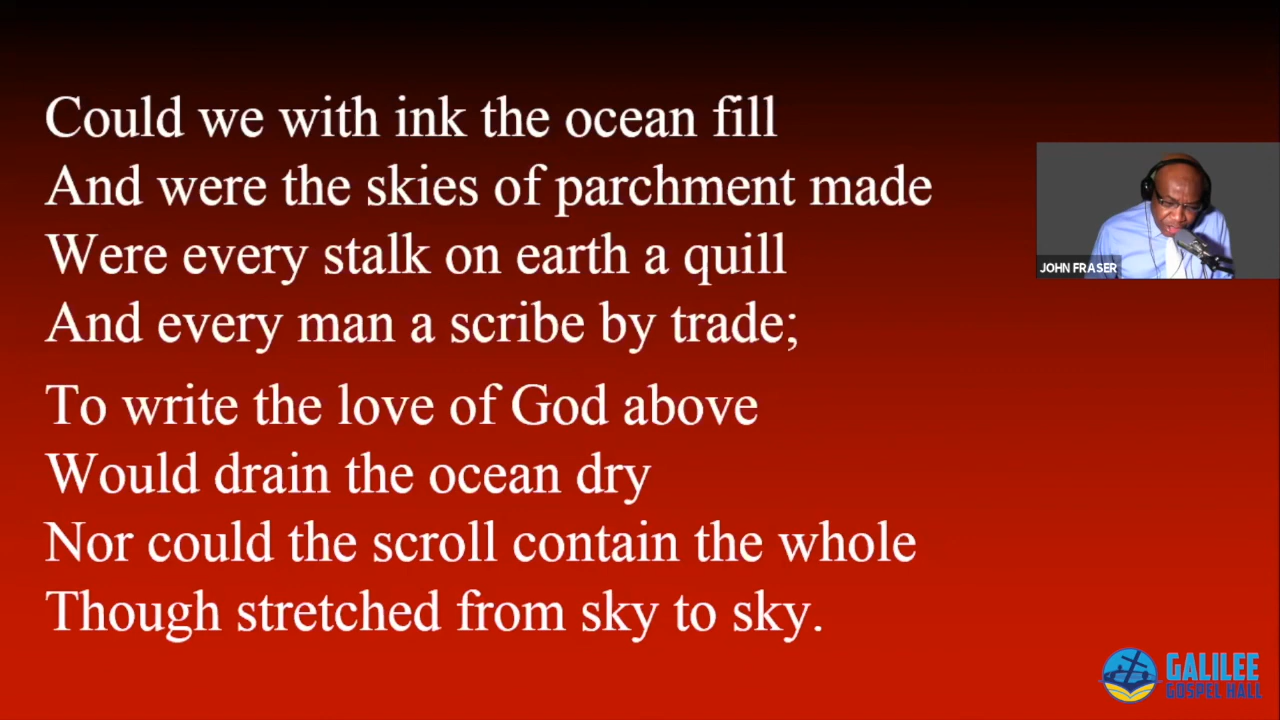 Could we with ink the ocean fill
And were the skies of parchment made
Were every stalk on earth a quill
And every man a scribe by trade;
To write the love of God above
Would drain the ocean dry
Nor could the scroll contain the whole
Though stretched from sky to sky.
JOHN FRASER
GALILEE
GOSPEL HALL